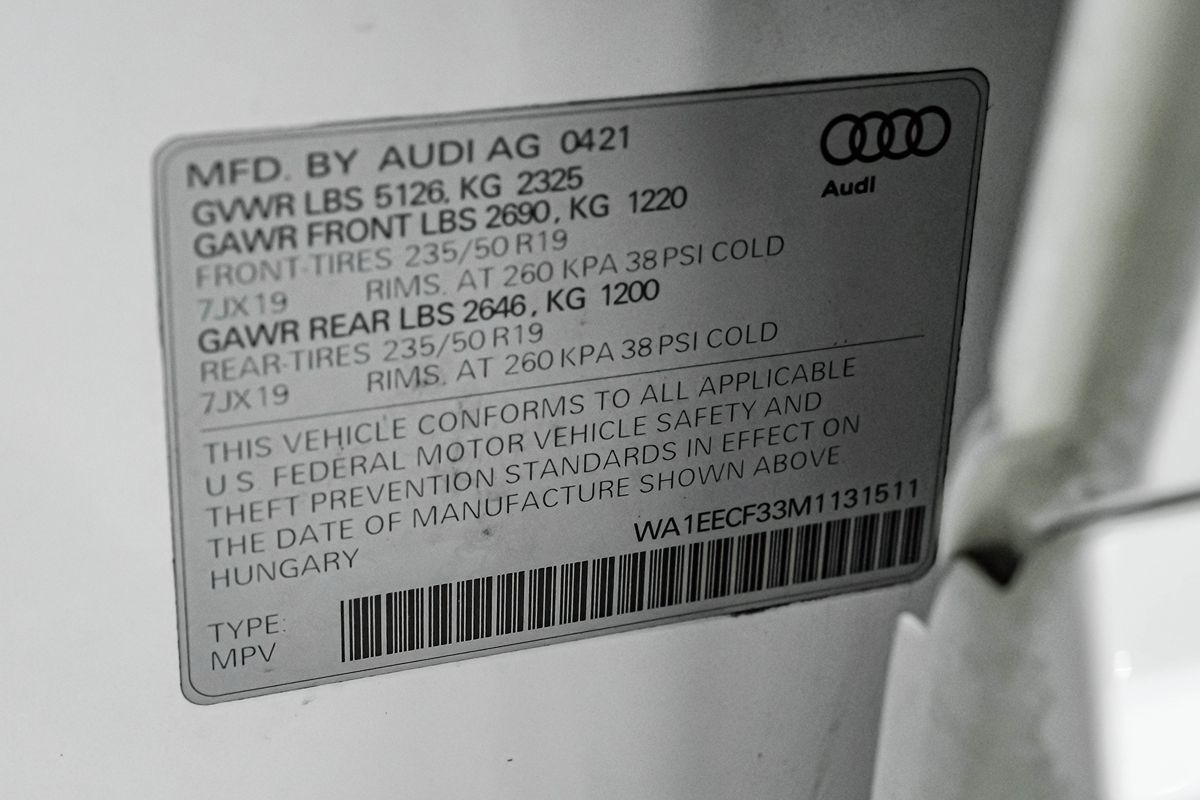 MFD. BY AUDI AG 0421
Audi
GVWR LBS 5126, KG 2325
GAWR FRONT LBS 2690, KG 1220
FRONT-TIRES 235/50 R19
7JX19 RIMS. AT 260 KPA 38 PSI COLD
GAWR REAR LBS 2646, KG 1200
REAR-TIRES 235/50 R19
7JX19 RIMS. AT 260 KPA 38 PSI COLD
THIS VEHICLE CONFORMS TO ALL APPLICABLE
U S FEDERAL MOTOR VEHICLE SAFETY AND
THEFT PREVENTION STANDARDS IN EFFECT ON
THE DATE OF MANUFACTURE SHOWN ABOVE
HUNGARY
WA1EECF33M1131511
TYPE:
MPV